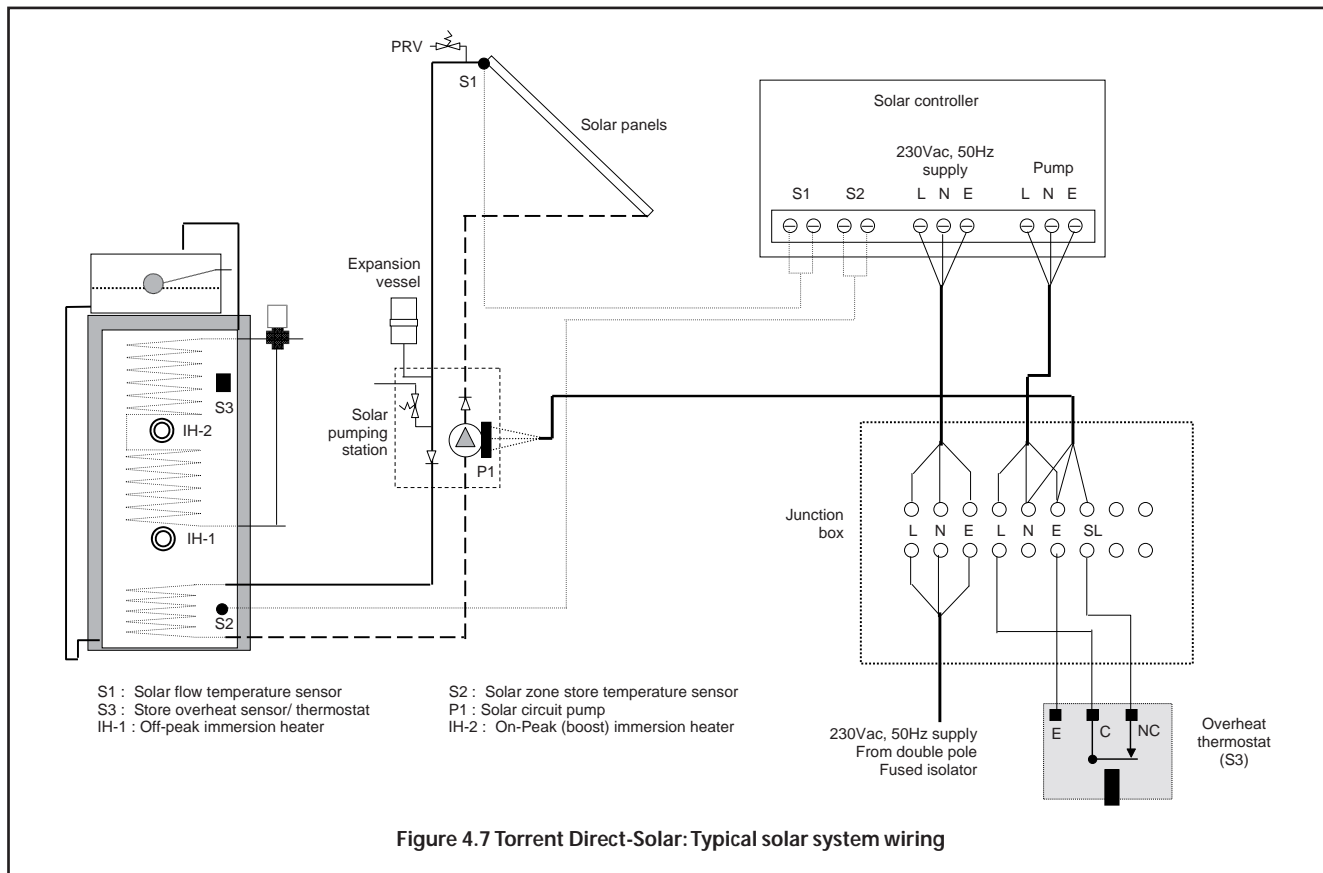 PRV
S1
Solar panels
Solar controller
230Vac, 50Hz
supply
Pump
S1 S2 L N E L N E
Expansion
vessel
S3
IH-2
Solar
pumping
station
P1
IH-1
S2
Junction
box
L N E L N E SL
S1 : Solar flow temperature sensor
S3 : Store overheat sensor/ thermostat
IH-1 : Off-peak immersion heater
S2 : Solar zone store temperature sensor
P1 : Solar circuit pump
IH-2 : On-Peak (boost) immersion heater
230Vac, 50Hz supply
From double pole
Fused isolator
E C NC
Overheat
thermostat
(S3)
Figure 4.7 Torrent Direct-Solar: Typical solar system wiring